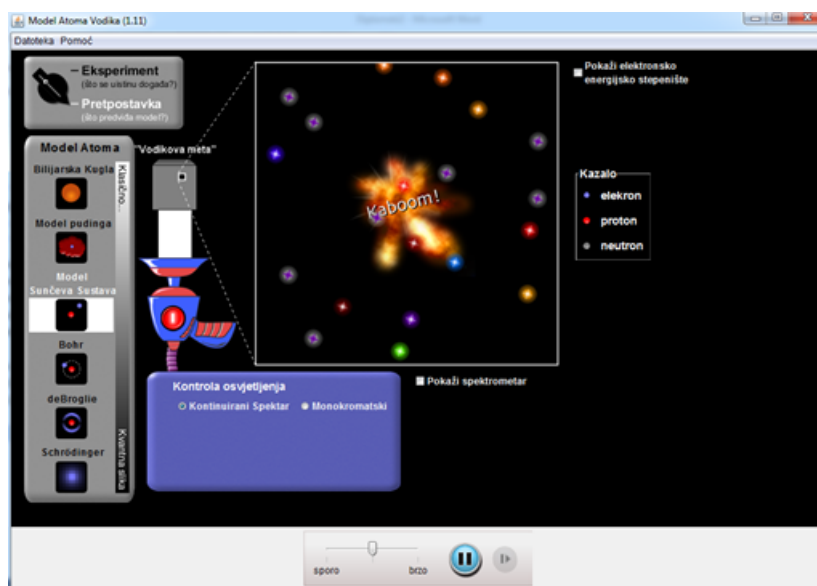 Model Atoma Vodika (1.11)
Datoteka Pomoć
Eksperiment
(što se uistinu događa?)
Pretpostavka
(što predviđa model?)
Model Atoma
Bilijarska Kugla
Model pudinga
Model
Sunčeva Sustava
Bohr
deBroglie
Schrödinger
Klasično...
Kvantna slika
"Vodikova meta"
Kaboom!
Pokaži elektronsko
energijsko stepenište
Kazalo
elekron
proton
neutron
Kontrola osvjetljenja
Kontinuirani Spektar
Monokromatski
Pokaži spektrometar
sporo
brzo